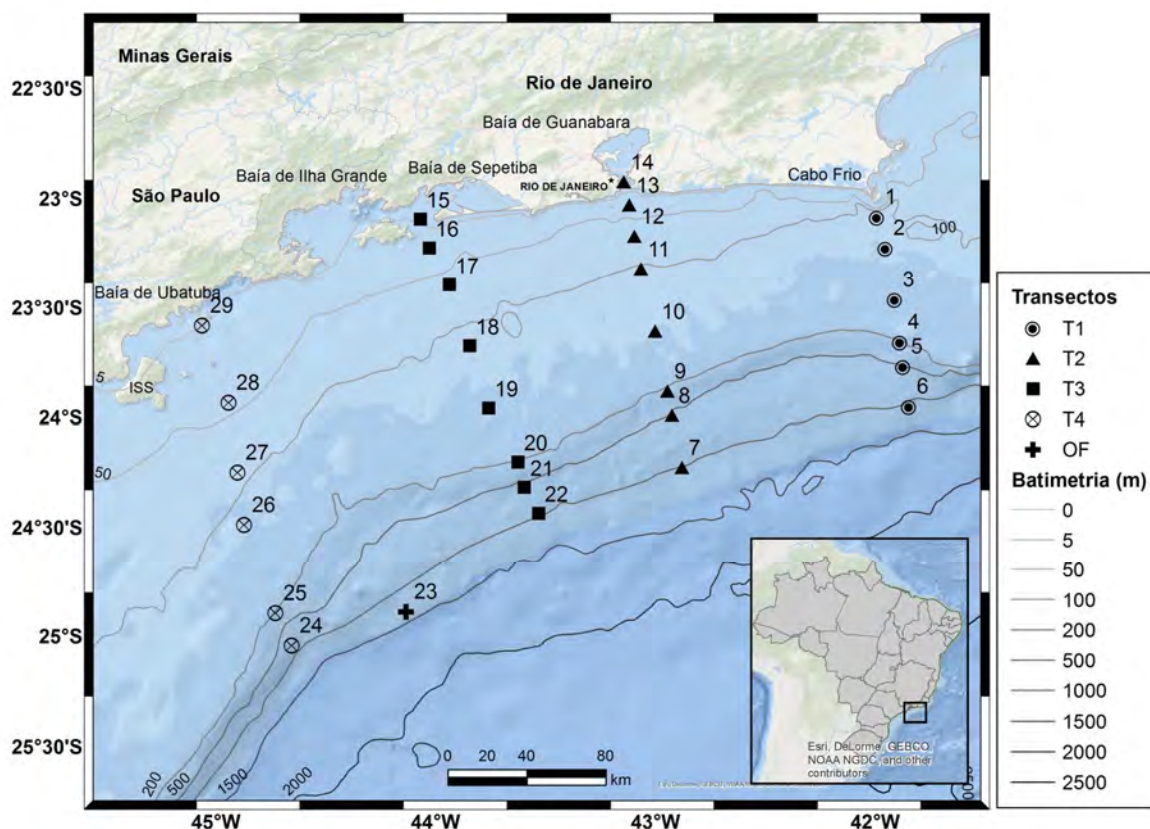 Minas Gerais
Rio de Janeiro
22°30'S
Baía de Guanabara
Baía de Sepetiba
Baía de Ilha Grande
14
RIO DE JANEIRO*
13
Cabo Frio
São Paulo
23°S
15
12
1
16
2
100
11
17
3
Baía de Ubatuba
29
23°30'S
18
10
4
5
28
19
9
6
5
ISS
8
24°S
27
20
7
50
21
26
22
24°30'S
25
23
24
25°S
25°30'S
200
500
1500
2000
0 20 40 80
km
Esri, DeLorme, GEBCO,
NOAA NGDC, and other
contributors
45°W
44°W
43°W
42°W
Transectos
T1
T2
T3
T4
OF
Batimetria (m)
0
5
50
100
200
500
1000
1500
2000
2500